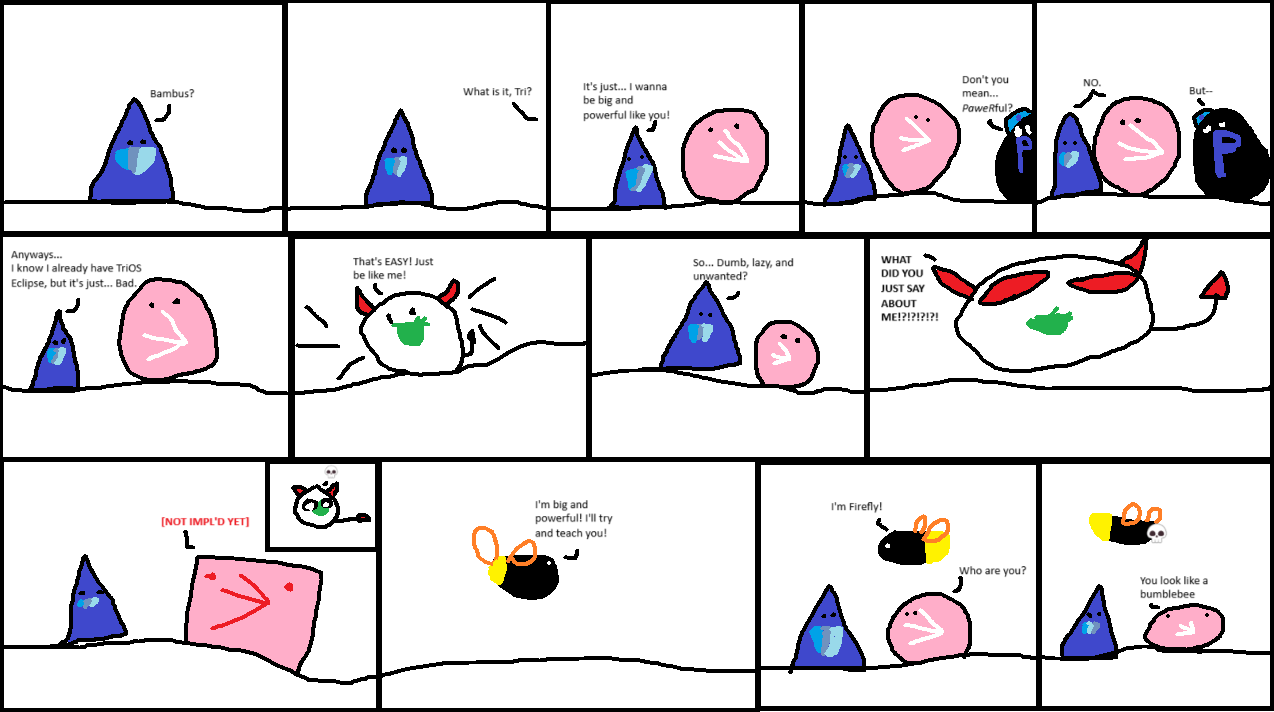 Bambus?
What is it, Tri?
It's just... I wanna
be big and
powerful like you!
Don't you
mean...
PaweRful?
P
NO.
But--
P
Anyways...
I know I already have TriOS
Eclipse, but it's just... Bad.
That's EASY! Just
be like me!
So... Dumb, lazy, and
unwanted?
WHAT
DID YOU
JUST SAY
ABOUT
ME!?!?!?!?!
[NOT IMPL'D YET]
I'm big and
powerful! I'll try
and teach you!
I'm Firefly!
Who are you?
You look like a
bumblebee